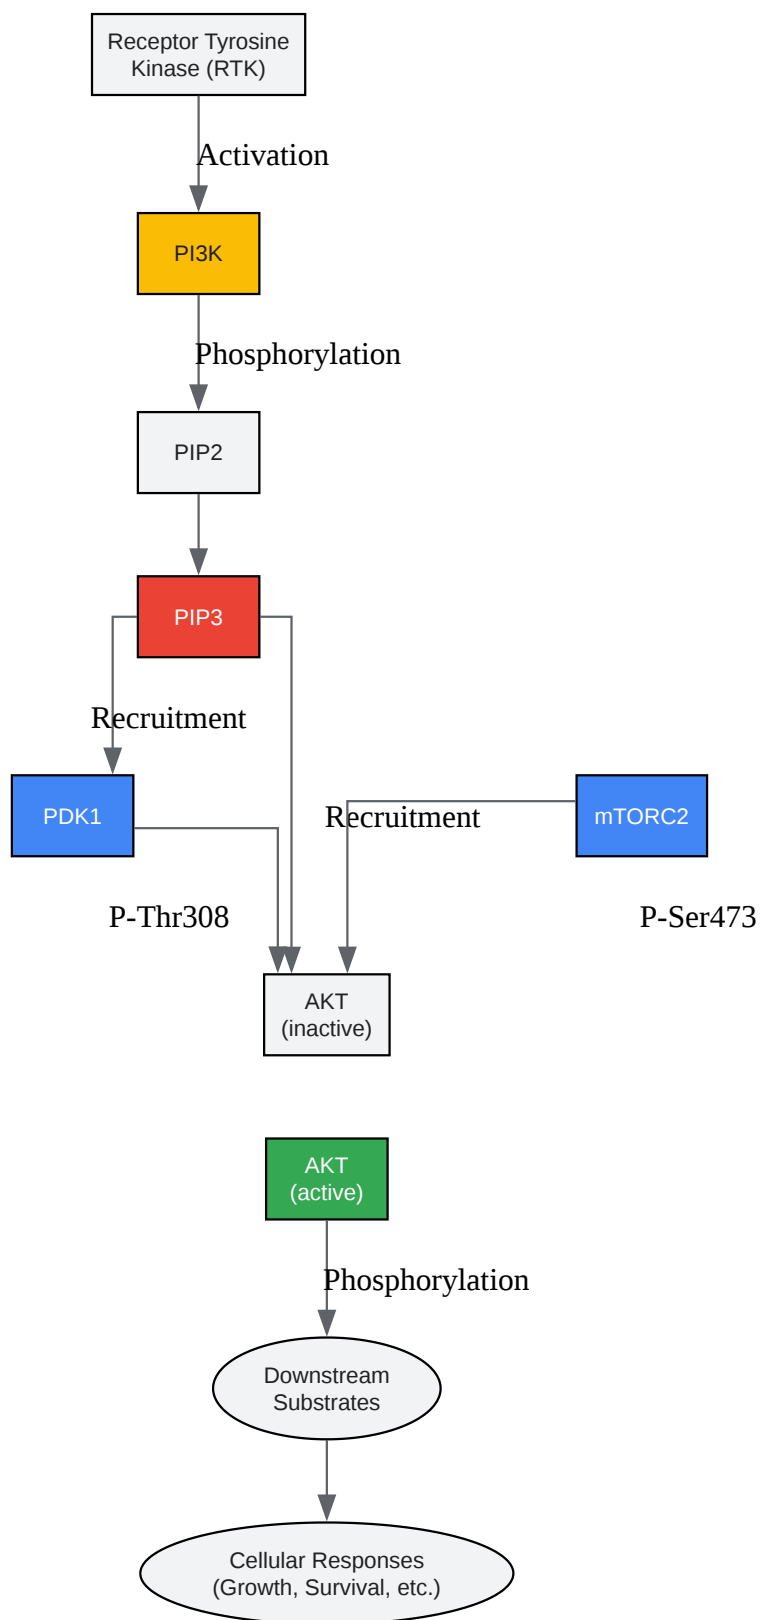 Receptor Tyrosine
Kinase (RTK)
Activation
PI3K
Phosphorylation
PIP2
PIP3
Recruitment
PDK1
Recruitment
mTORC2
P-Thr308
P-Ser473
AKT
(inactive)
AKT
(active)
Phosphorylation
Downstream
Substrates
Cellular Responses
(Growth, Survival, etc.)